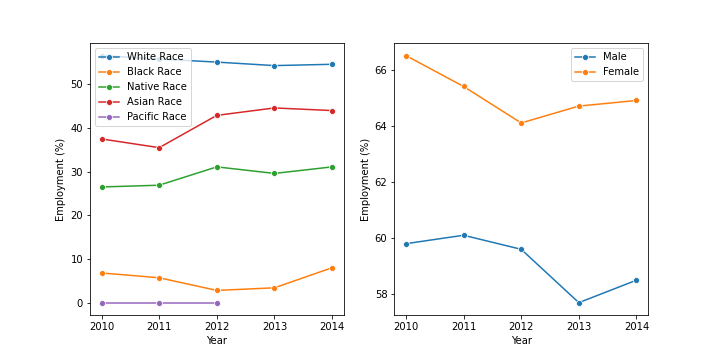 White Race
Black Race
Native Race
Asian Race
Pacific Race
50
40
30
20
10
0
Employment (%)
2010 2011 2012 2013 2014
Year
Male
Female
66
64
62
60
58
Employment (%)
2010 2011 2012 2013 2014
Year